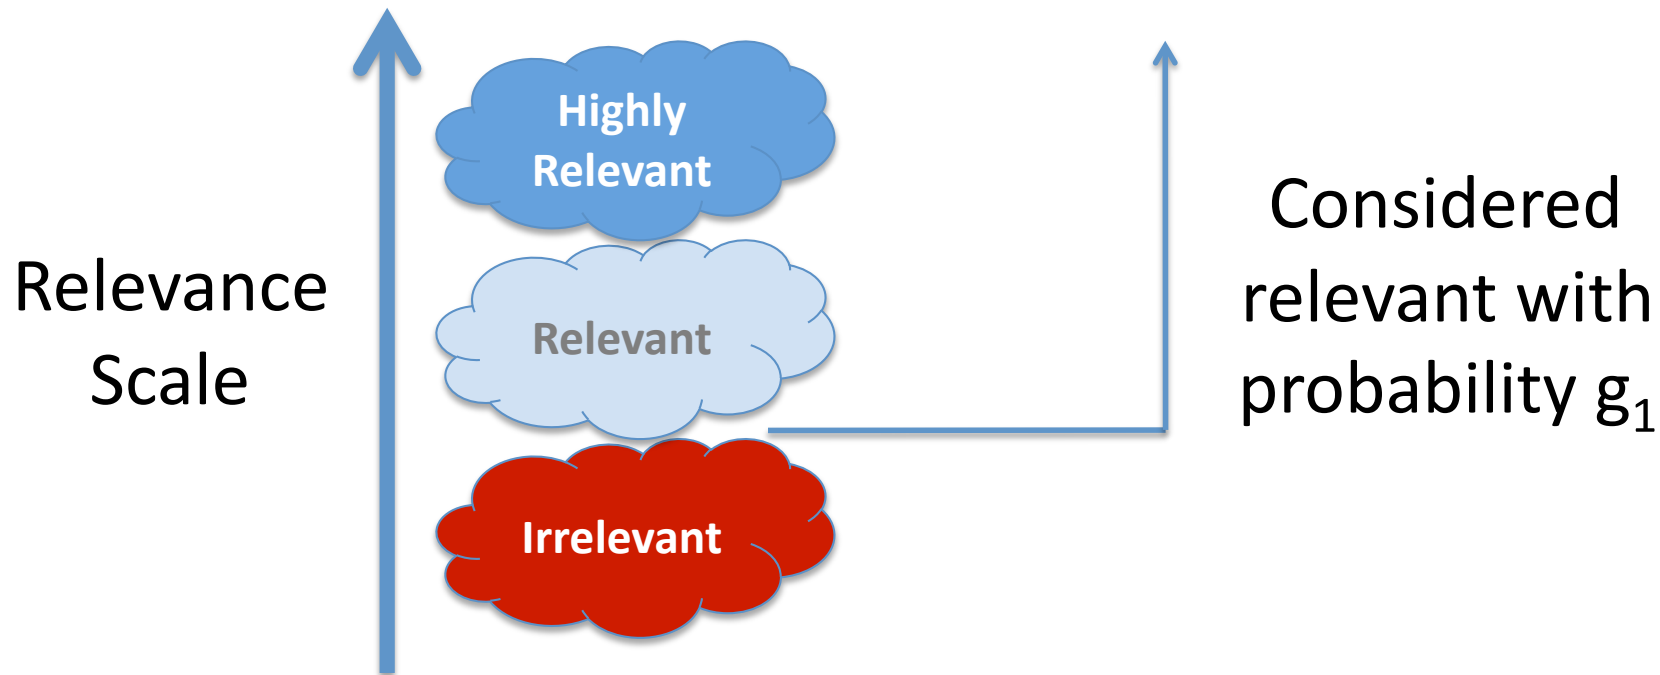 Relevance
Scale
Highly
Relevant
Relevant
Irrelevant
Considered
relevant with
probability g₁